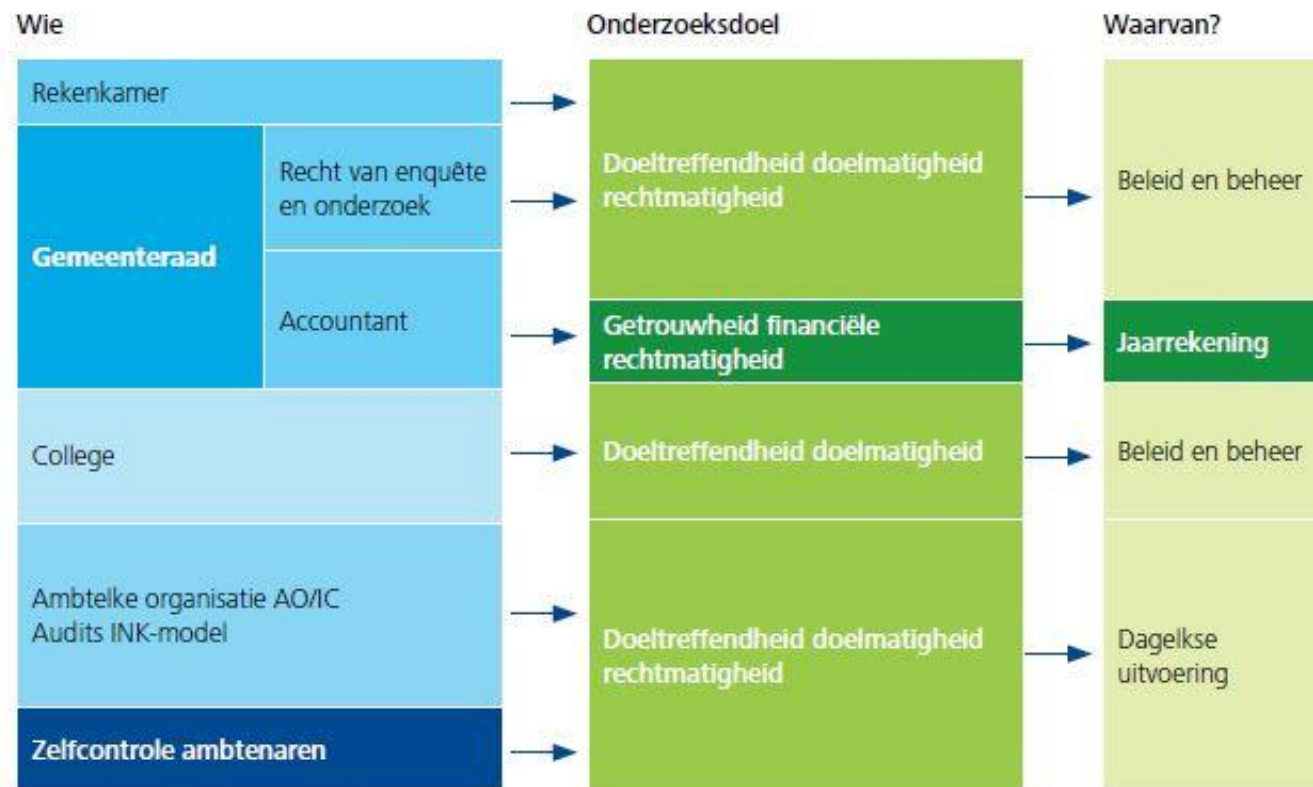 Wie
Onderzoeksdoel
Waarvan?
Rekenkamer
Gemeenteraad
Recht van enquête
en onderzoek
Accountant
Doeltreffendheid doelmatigheid
rechtmatigheid
Beleid en beheer
Getrouwheid financiële
rechtmatigheid
Jaarrekening
College
Doeltreffendheid doelmatigheid
Beleid en beheer
Ambtelke organisatie AO/IC
Audits INK-model
Doeltreffendheid doelmatigheid
rechtmatigheid
Dagelkse
uitvoering
Zelfcontrole ambtenaren